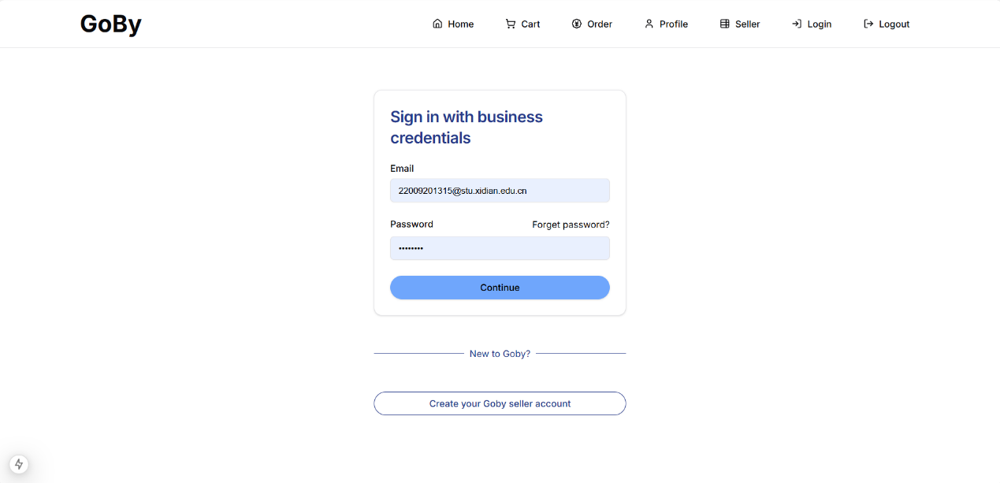 GoBy
Home
Cart
Order
Profile
Seller
Login
Logout
Sign in with business
credentials
Email
22009201315@stu.xidian.edu.cn
Password
Forget password?
••••••••
Continue
New to Goby?
Create your Goby seller account